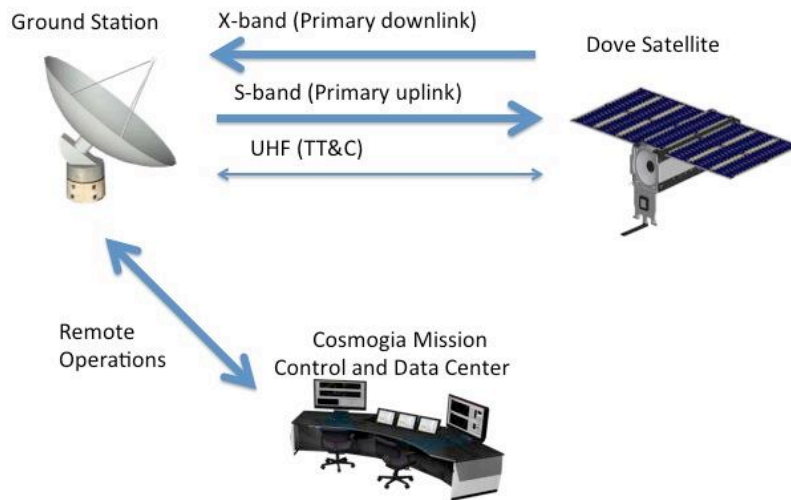 Ground Station
X-band (Primary downlink)
Dove Satellite
S-band (Primary uplink)
UHF (TT&C)
Remote
Operations
Cosmogia Mission
Control and Data Center